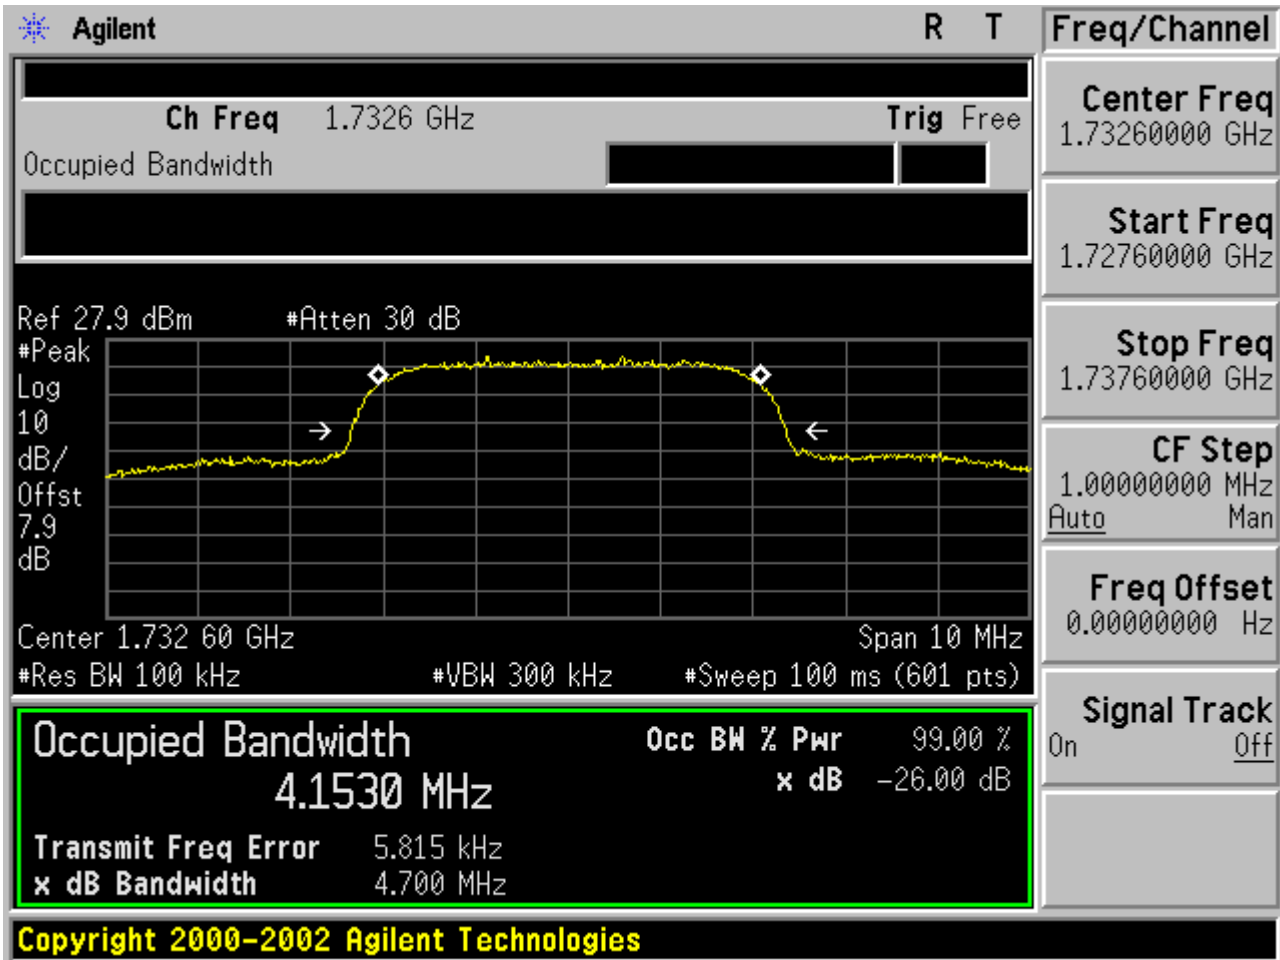 Agilent R T
Freq/Channel
Ch Freq 1.7326 GHz Trig Free
Occupied Bandwidth
Center Freq
1.73260000 GHz
Start Freq
1.72760000 GHz
Stop Freq
1.73760000 GHz
CF Step
1.00000000 MHz
Auto Man
Freq Offset
0.00000000 Hz
Signal Track
On Off
Ref 27.9 dBm #Atten 30 dB
#Peak
Log
10
dB/
Offst
7.9
dB
Center 1.732 60 GHz Span 10 MHz
#Res BW 100 kHz #VBW 300 kHz #Sweep 100 ms (601 pts)
Occupied Bandwidth
4.1530 MHz
Occ BW % Pwr 99.00 %
x dB -26.00 dB
Transmit Freq Error 5.815 kHz
x dB Bandwidth 4.700 MHz
Copyright 2000-2002 Agilent Technologies